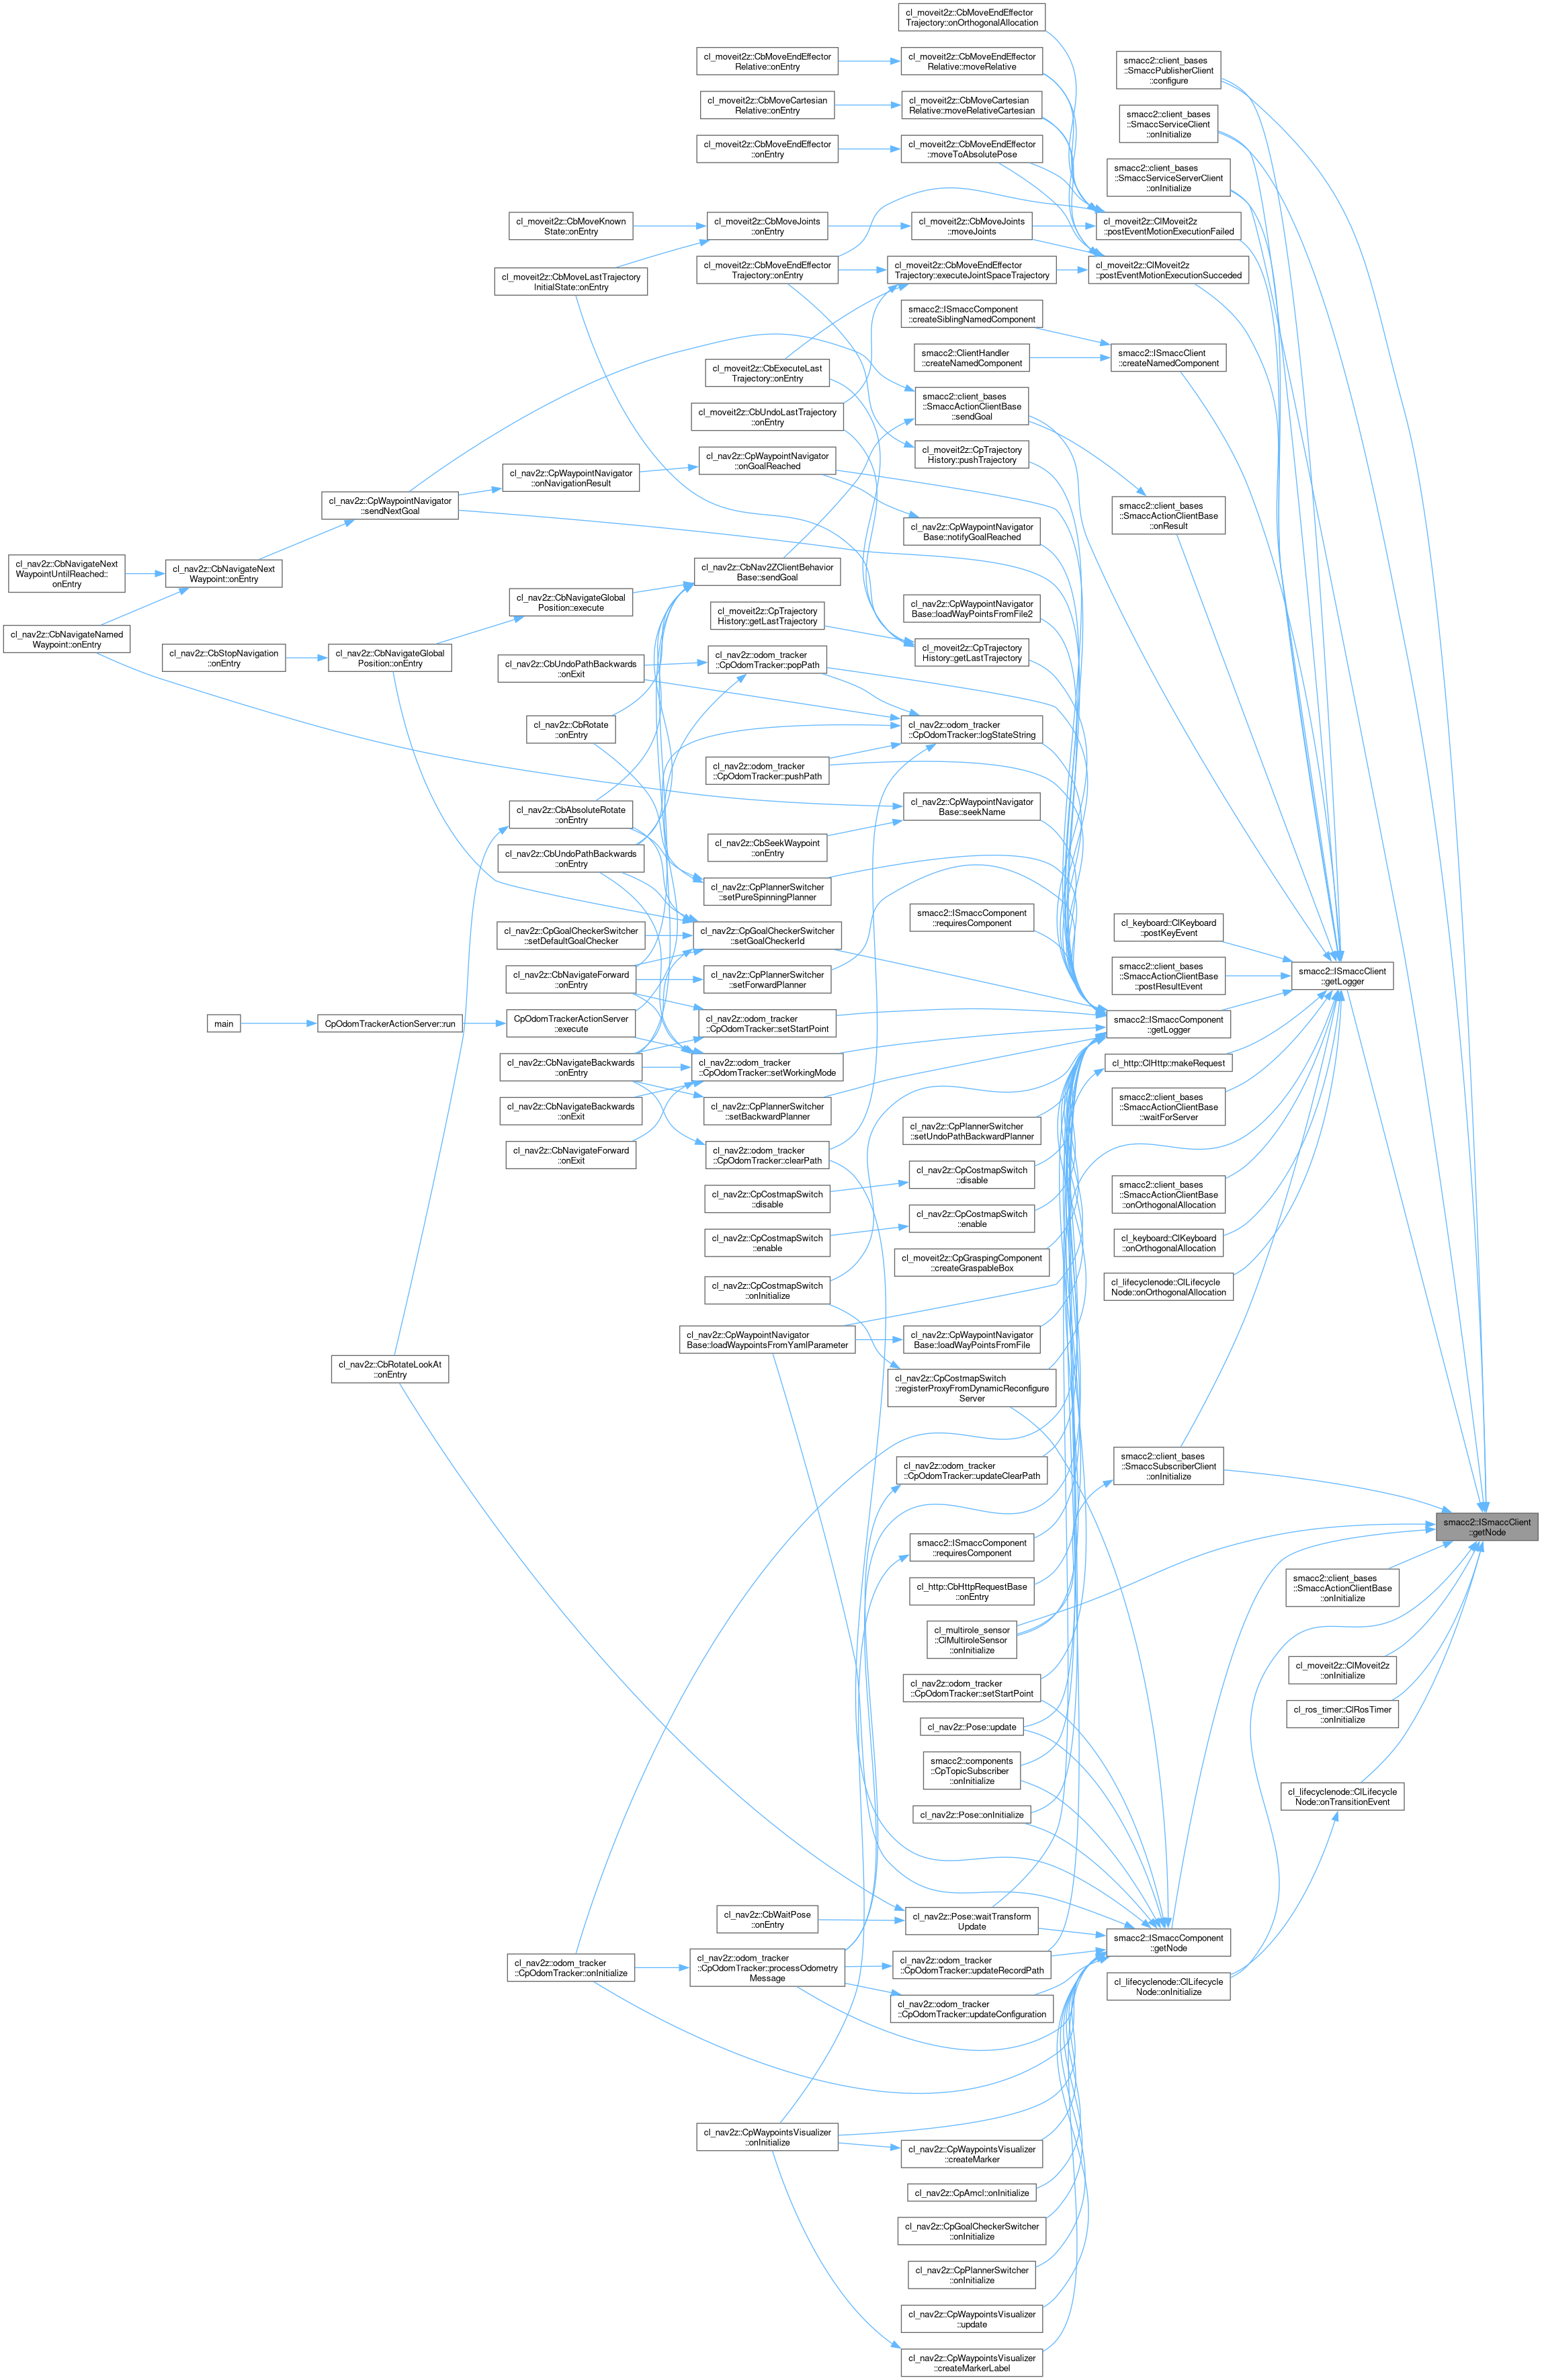 cl_moveit2z::CbMoveEndEffector
Trajectory::onOrthogonalAllocation
cl_moveit2z::CbMoveEndEffector
Relative::onEntry
cl_moveit2z::CbMoveEndEffector
Relative::moveRelative
smacc2::client_bases
::SmaccPublisherClient
::configure
cl_moveit2z::CbMoveCartesian
Relative::onEntry
cl_moveit2z::CbMoveCartesian
Relative::moveRelativeCartesian
smacc2::client_bases
::SmaccServiceClient
::onInitialize
cl_moveit2z::CbMoveEndEffector
::onEntry
cl_moveit2z::CbMoveEndEffector
::moveToAbsolutePose
smacc2::client_bases
::SmaccServiceServerClient
::onInitialize
cl_moveit2z::CbMoveKnown
State::onEntry
cl_moveit2z::CbMoveJoints
::onEntry
cl_moveit2z::CbMoveJoints
::moveJoints
cl_moveit2z::ClMoveit2z
::postEventMotionExecutionFailed
cl_moveit2z::CbMoveLastTrajectory
InitialState::onEntry
cl_moveit2z::CbMoveEndEffector
Trajectory::onEntry
cl_moveit2z::CbMoveEndEffector
Trajectory::executeJointSpaceTrajectory
cl_moveit2z::ClMoveit2z
::postEventMotionExecutionSucceded
smacc2::ISmaccComponent
::createSiblingNamedComponent
cl_moveit2z::CbExecuteLast
Trajectory::onEntry
smacc2::ClientHandler
::createNamedComponent
smacc2::ISmaccClient
::createNamedComponent
cl_moveit2z::CbUndoLastTrajectory
::onEntry
smacc2::client_bases
::SmaccActionClientBase
::sendGoal
cl_nav2z::CpWaypointNavigator
::onNavigationResult
cl_nav2z::CpWaypointNavigator
::onGoalReached
cl_moveit2z::CpTrajectory
History::pushTrajectory
cl_nav2z::CpWaypointNavigator
::sendNextGoal
smacc2::client_bases
::SmaccActionClientBase
::onResult
cl_nav2z::CpWaypointNavigator
Base::notifyGoalReached
cl_nav2z::CbNavigateNext
WaypointUntilReached::
onEntry
cl_nav2z::CbNavigateNext
Waypoint::onEntry
cl_nav2z::CbNav2ZClientBehavior
Base::sendGoal
cl_nav2z::CbNavigateGlobal
Position::execute
cl_moveit2z::CpTrajectory
History::getLastTrajectory
cl_nav2z::CpWaypointNavigator
Base::loadWayPointsFromFile2
cl_nav2z::CbNavigateNamed
Waypoint::onEntry
cl_nav2z::CbStopNavigation
::onEntry
cl_nav2z::CbNavigateGlobal
Position::onEntry
cl_nav2z::CbUndoPathBackwards
::onExit
cl_nav2z::odom_tracker
::CpOdomTracker::popPath
cl_moveit2z::CpTrajectory
History::getLastTrajectory
cl_nav2z::CbRotate
::onEntry
cl_nav2z::odom_tracker
::CpOdomTracker::logStateString
cl_nav2z::odom_tracker
::CpOdomTracker::pushPath
cl_nav2z::CbAbsoluteRotate
::onEntry
cl_nav2z::CpWaypointNavigator
Base::seekName
cl_nav2z::CbUndoPathBackwards
::onEntry
cl_nav2z::CbSeekWaypoint
::onEntry
cl_nav2z::CpPlannerSwitcher
::setPureSpinningPlanner
smacc2::ISmaccComponent
::requiresComponent
cl_keyboard::ClKeyboard
::postKeyEvent
cl_nav2z::CpGoalCheckerSwitcher
::setDefaultGoalChecker
cl_nav2z::CpGoalCheckerSwitcher
::setGoalCheckerId
smacc2::client_bases
::SmaccActionClientBase
::postResultEvent
smacc2::ISmaccClient
::getLogger
cl_nav2z::CbNavigateForward
::onEntry
cl_nav2z::CpPlannerSwitcher
::setForwardPlanner
main
CpOdomTrackerActionServer::run
CpOdomTrackerActionServer
::execute
cl_nav2z::odom_tracker
::CpOdomTracker::setStartPoint
smacc2::ISmaccComponent
::getLogger
cl_nav2z::CbNavigateBackwards
::onEntry
cl_nav2z::odom_tracker
::CpOdomTracker::setWorkingMode
cl_http::ClHttp::makeRequest
cl_nav2z::CbNavigateBackwards
::onExit
cl_nav2z::CpPlannerSwitcher
::setBackwardPlanner
smacc2::client_bases
::SmaccActionClientBase
::waitForServer
cl_nav2z::CpPlannerSwitcher
::setUndoPathBackwardPlanner
cl_nav2z::CbNavigateForward
::onExit
cl_nav2z::odom_tracker
::CpOdomTracker::clearPath
cl_nav2z::CpCostmapSwitch
::disable
cl_nav2z::CpCostmapSwitch
::disable
smacc2::client_bases
::SmaccActionClientBase
::onOrthogonalAllocation
cl_nav2z::CpCostmapSwitch
::enable
cl_nav2z::CpCostmapSwitch
::enable
cl_keyboard::ClKeyboard
::onOrthogonalAllocation
cl_moveit2z::CpGraspingComponent
::createGraspableBox
cl_nav2z::CpCostmapSwitch
::onInitialize
cl_lifecyclenode::ClLifecycle
Node::onOrthogonalAllocation
cl_nav2z::CpWaypointNavigator
Base::loadWaypointsFromYamlParameter
cl_nav2z::CpWaypointNavigator
Base::loadWayPointsFromFile
cl_nav2z::CbRotateLookAt
::onEntry
cl_nav2z::CpCostmapSwitch
::registerProxyFromDynamicReconfigure
Server
cl_nav2z::odom_tracker
::CpOdomTracker::updateClearPath
smacc2::client_bases
::SmaccSubscriberClient
::onInitialize
smacc2::ISmaccClient
::getNode
smacc2::ISmaccComponent
::requiresComponent
cl_http::CbHttpRequestBase
::onEntry
smacc2::client_bases
::SmaccActionClientBase
::onInitialize
cl_multirole_sensor
::ClMultiroleSensor
::onInitialize
cl_moveit2z::ClMoveit2z
::onInitialize
cl_nav2z::odom_tracker
::CpOdomTracker::setStartPoint
cl_ros_timer::ClRosTimer
::onInitialize
cl_nav2z::Pose::update
smacc2::components
::CpTopicSubscriber
::onInitialize
cl_lifecyclenode::ClLifecycle
Node::onTransitionEvent
cl_nav2z::Pose::onInitialize
cl_nav2z::CbWaitPose
::onEntry
cl_nav2z::Pose::waitTransform
Update
smacc2::ISmaccComponent
::getNode
cl_nav2z::odom_tracker
::CpOdomTracker::onInitialize
cl_nav2z::odom_tracker
::CpOdomTracker::processOdometry
Message
cl_nav2z::odom_tracker
::CpOdomTracker::updateRecordPath
cl_lifecyclenode::ClLifecycle
Node::onInitialize
cl_nav2z::odom_tracker
::CpOdomTracker::updateConfiguration
cl_nav2z::CpWaypointsVisualizer
::onInitialize
cl_nav2z::CpWaypointsVisualizer
::createMarker
cl_nav2z::CpAmcl::onInitialize
cl_nav2z::CpGoalCheckerSwitcher
::onInitialize
cl_nav2z::CpPlannerSwitcher
::onInitialize
cl_nav2z::CpWaypointsVisualizer
::update
cl_nav2z::CpWaypointsVisualizer
::createMarkerLabel